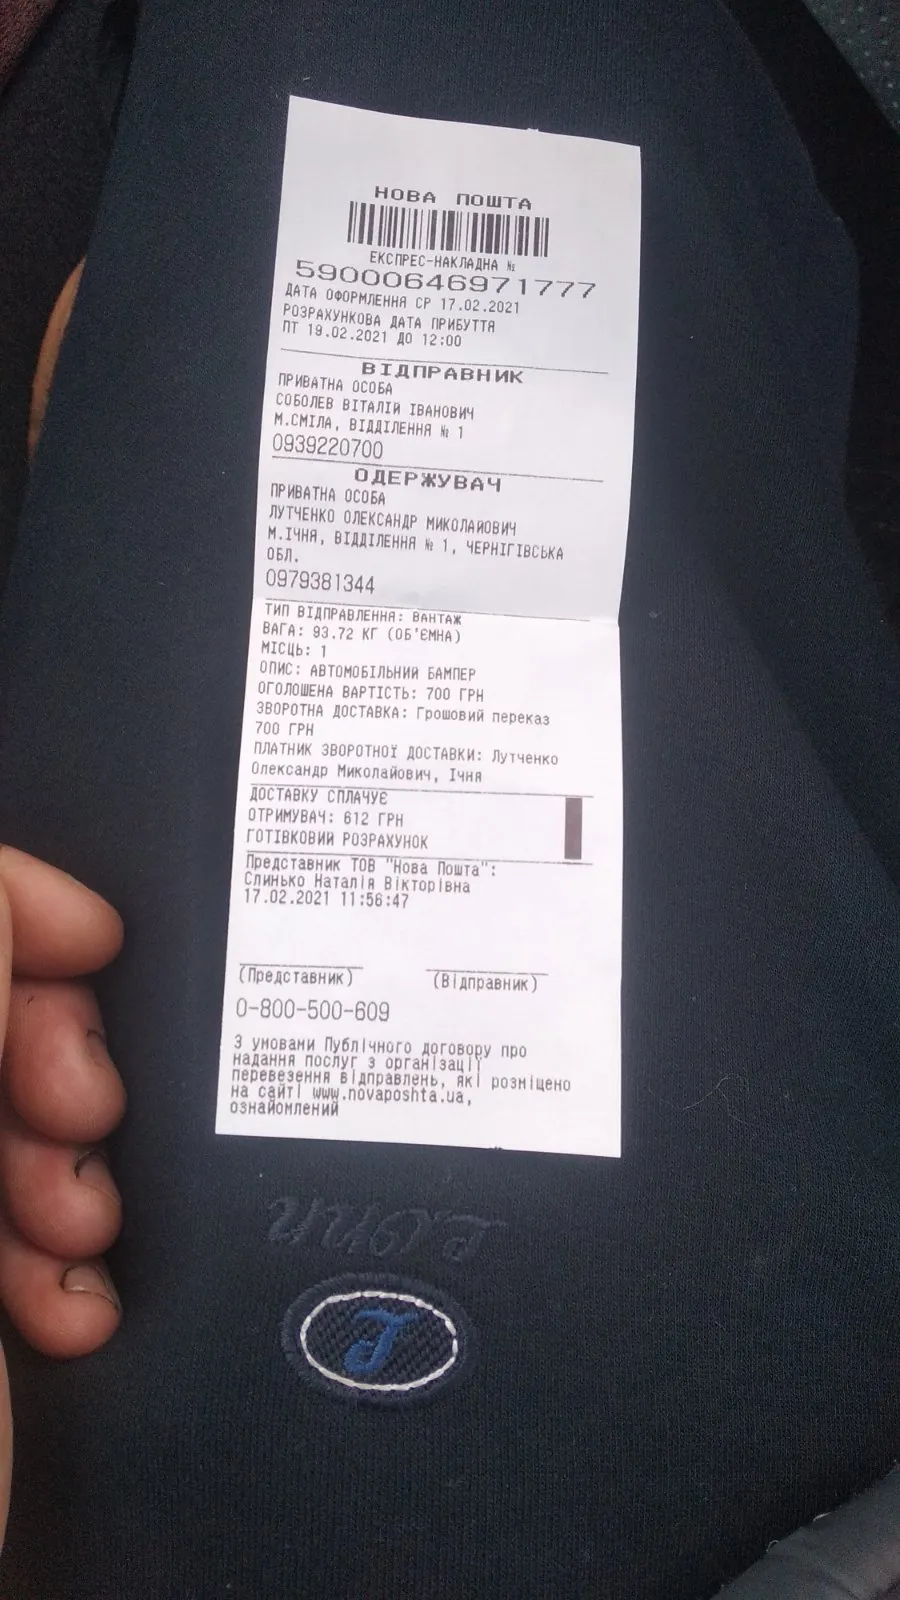 НОВА ПОШТА
ЕКСПРЕС-НАКЛАДНА №
59000646971777
ДАТА ОФОРМЛЕННЯ СР 17.02.2021
РОЗРАХУНКОВА ДАТА ПРИБУТТЯ
ПТ 19.02.2021 ДО 12:00
ВІДПРАВНИК
ПРИВАТНА ОСОБА
СОБОЛЕВ ВІТАЛІЙ ІВАНОВИЧ
М.СМІЛА, ВІДДІЛЕННЯ № 1
0939220700
ОДЕРЖУВАЧ
ПРИВАТНА ОСОБА
ЛУТЧЕНКО ОЛЕКСАНДР МИКОЛАЙОВИЧ
М.ІЧНЯ, ВІДДІЛЕННЯ № 1, ЧЕРНІГІВСЬКА
ОБЛ.
0979381344
ТИП ВІДПРАВЛЕННЯ: ВАНТАЖ
ВАГА: 93.72 КГ (ОБ'ЄМНА)
МІСЦЬ: 1
ОПИС: АВТОМОБІЛЬНИЙ БАМПЕР
ОГОЛОШЕНА ВАРТІСТЬ: 700 ГРН
ЗВОРОТНА ДОСТАВКА: Грошовий переказ
700 ГРН
ПЛАТНИК ЗВОРОТНОЇ ДОСТАВКИ: Лутченко
Олександр Миколайович, Ічня
ДОСТАВКУ СПЛАЧУЄ
ОТРИМУВАЧ: 612 ГРН
ГОТІВКОВИЙ РОЗРАХУНОК
Представник ТОВ "Нова Пошта":
Слинько Наталія Вікторівна
17.02.2021 11:56:47
(Представник) (Відправник)
0-800-500-609
З умовами Публічного договору про
надання послуг з організації
перевезення відправлень, які розміщено
на сайті www.novaposhta.ua,
ознайомлений